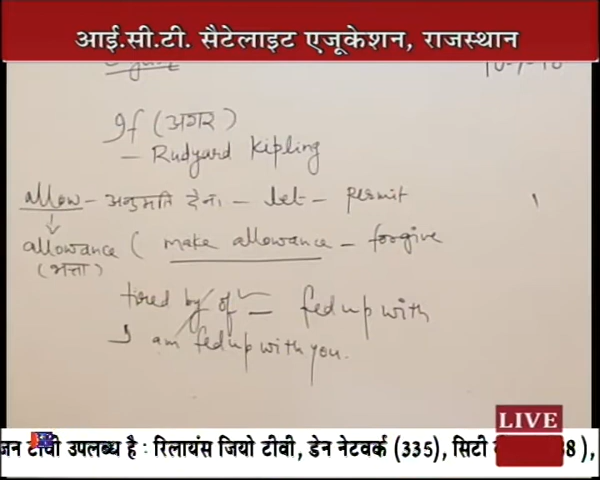 आई.सी.टी. सैटेलाइट एजूकेशन, राजस्थान
If (अगर)
- Rudyard Kipling
allow - अनुमति देना - let - permit
allowance ( make allowance - forgive
(भत्ता)
tired by of = fed up with
I am fed up with you.
LIVE
उपलब्ध है : रिलायंस जियो टीवी, डेन नेटवर्क (335), सिटी